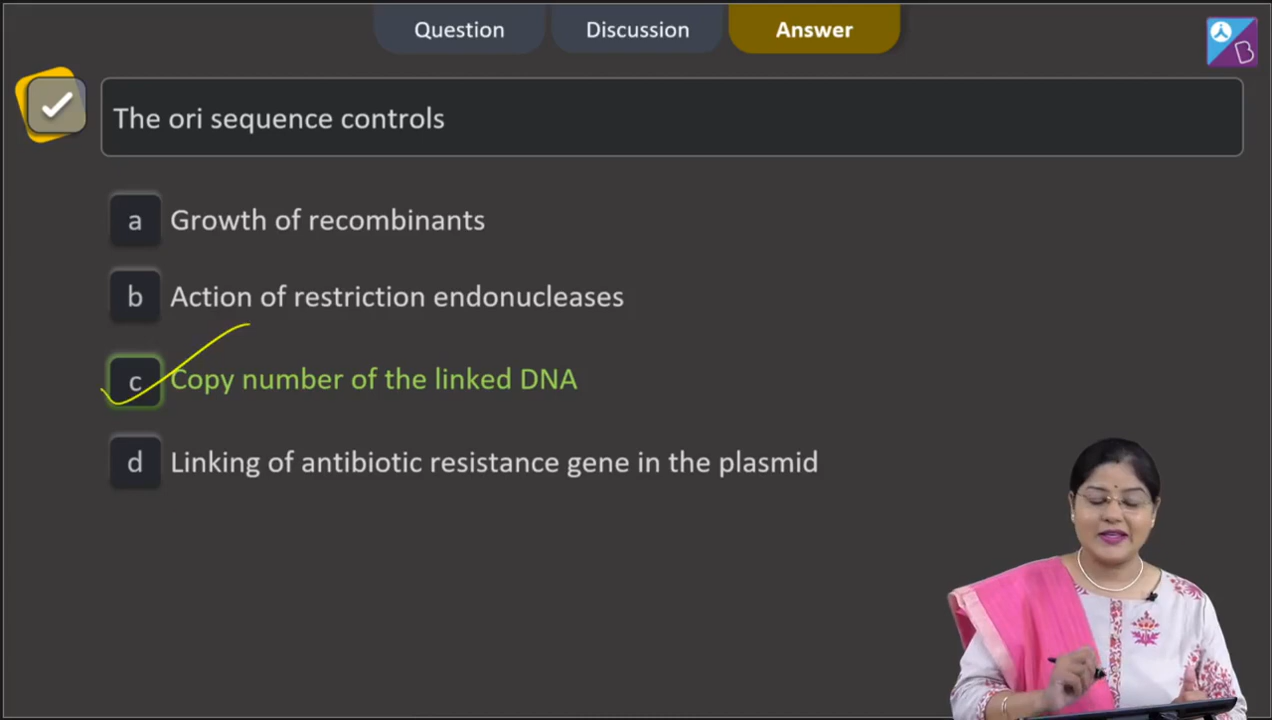 Question Discussion Answer
B
The ori sequence controls
a Growth of recombinants
b Action of restriction endonucleases
c Copy number of the linked DNA
d Linking of antibiotic resistance gene in the plasmid